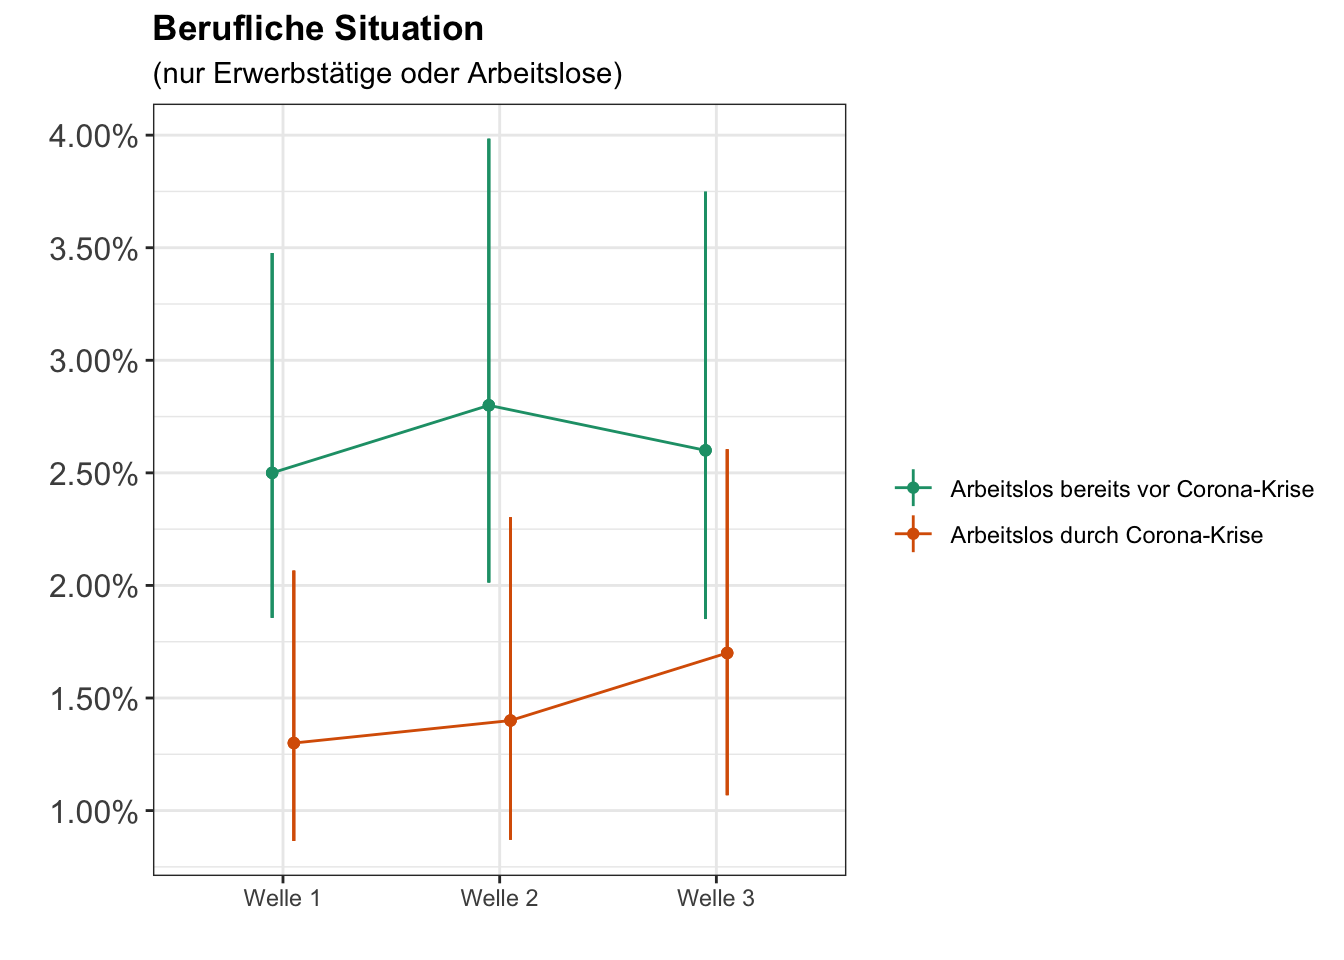 Berufliche Situation
(nur Erwerbstätige oder Arbeitslose)
4.00%
3.50%
3.00%
2.50%
2.00%
1.50%
1.00%
Welle 1
Welle 2
Welle 3
Arbeitslos bereits vor Corona-Krise
Arbeitslos durch Corona-Krise